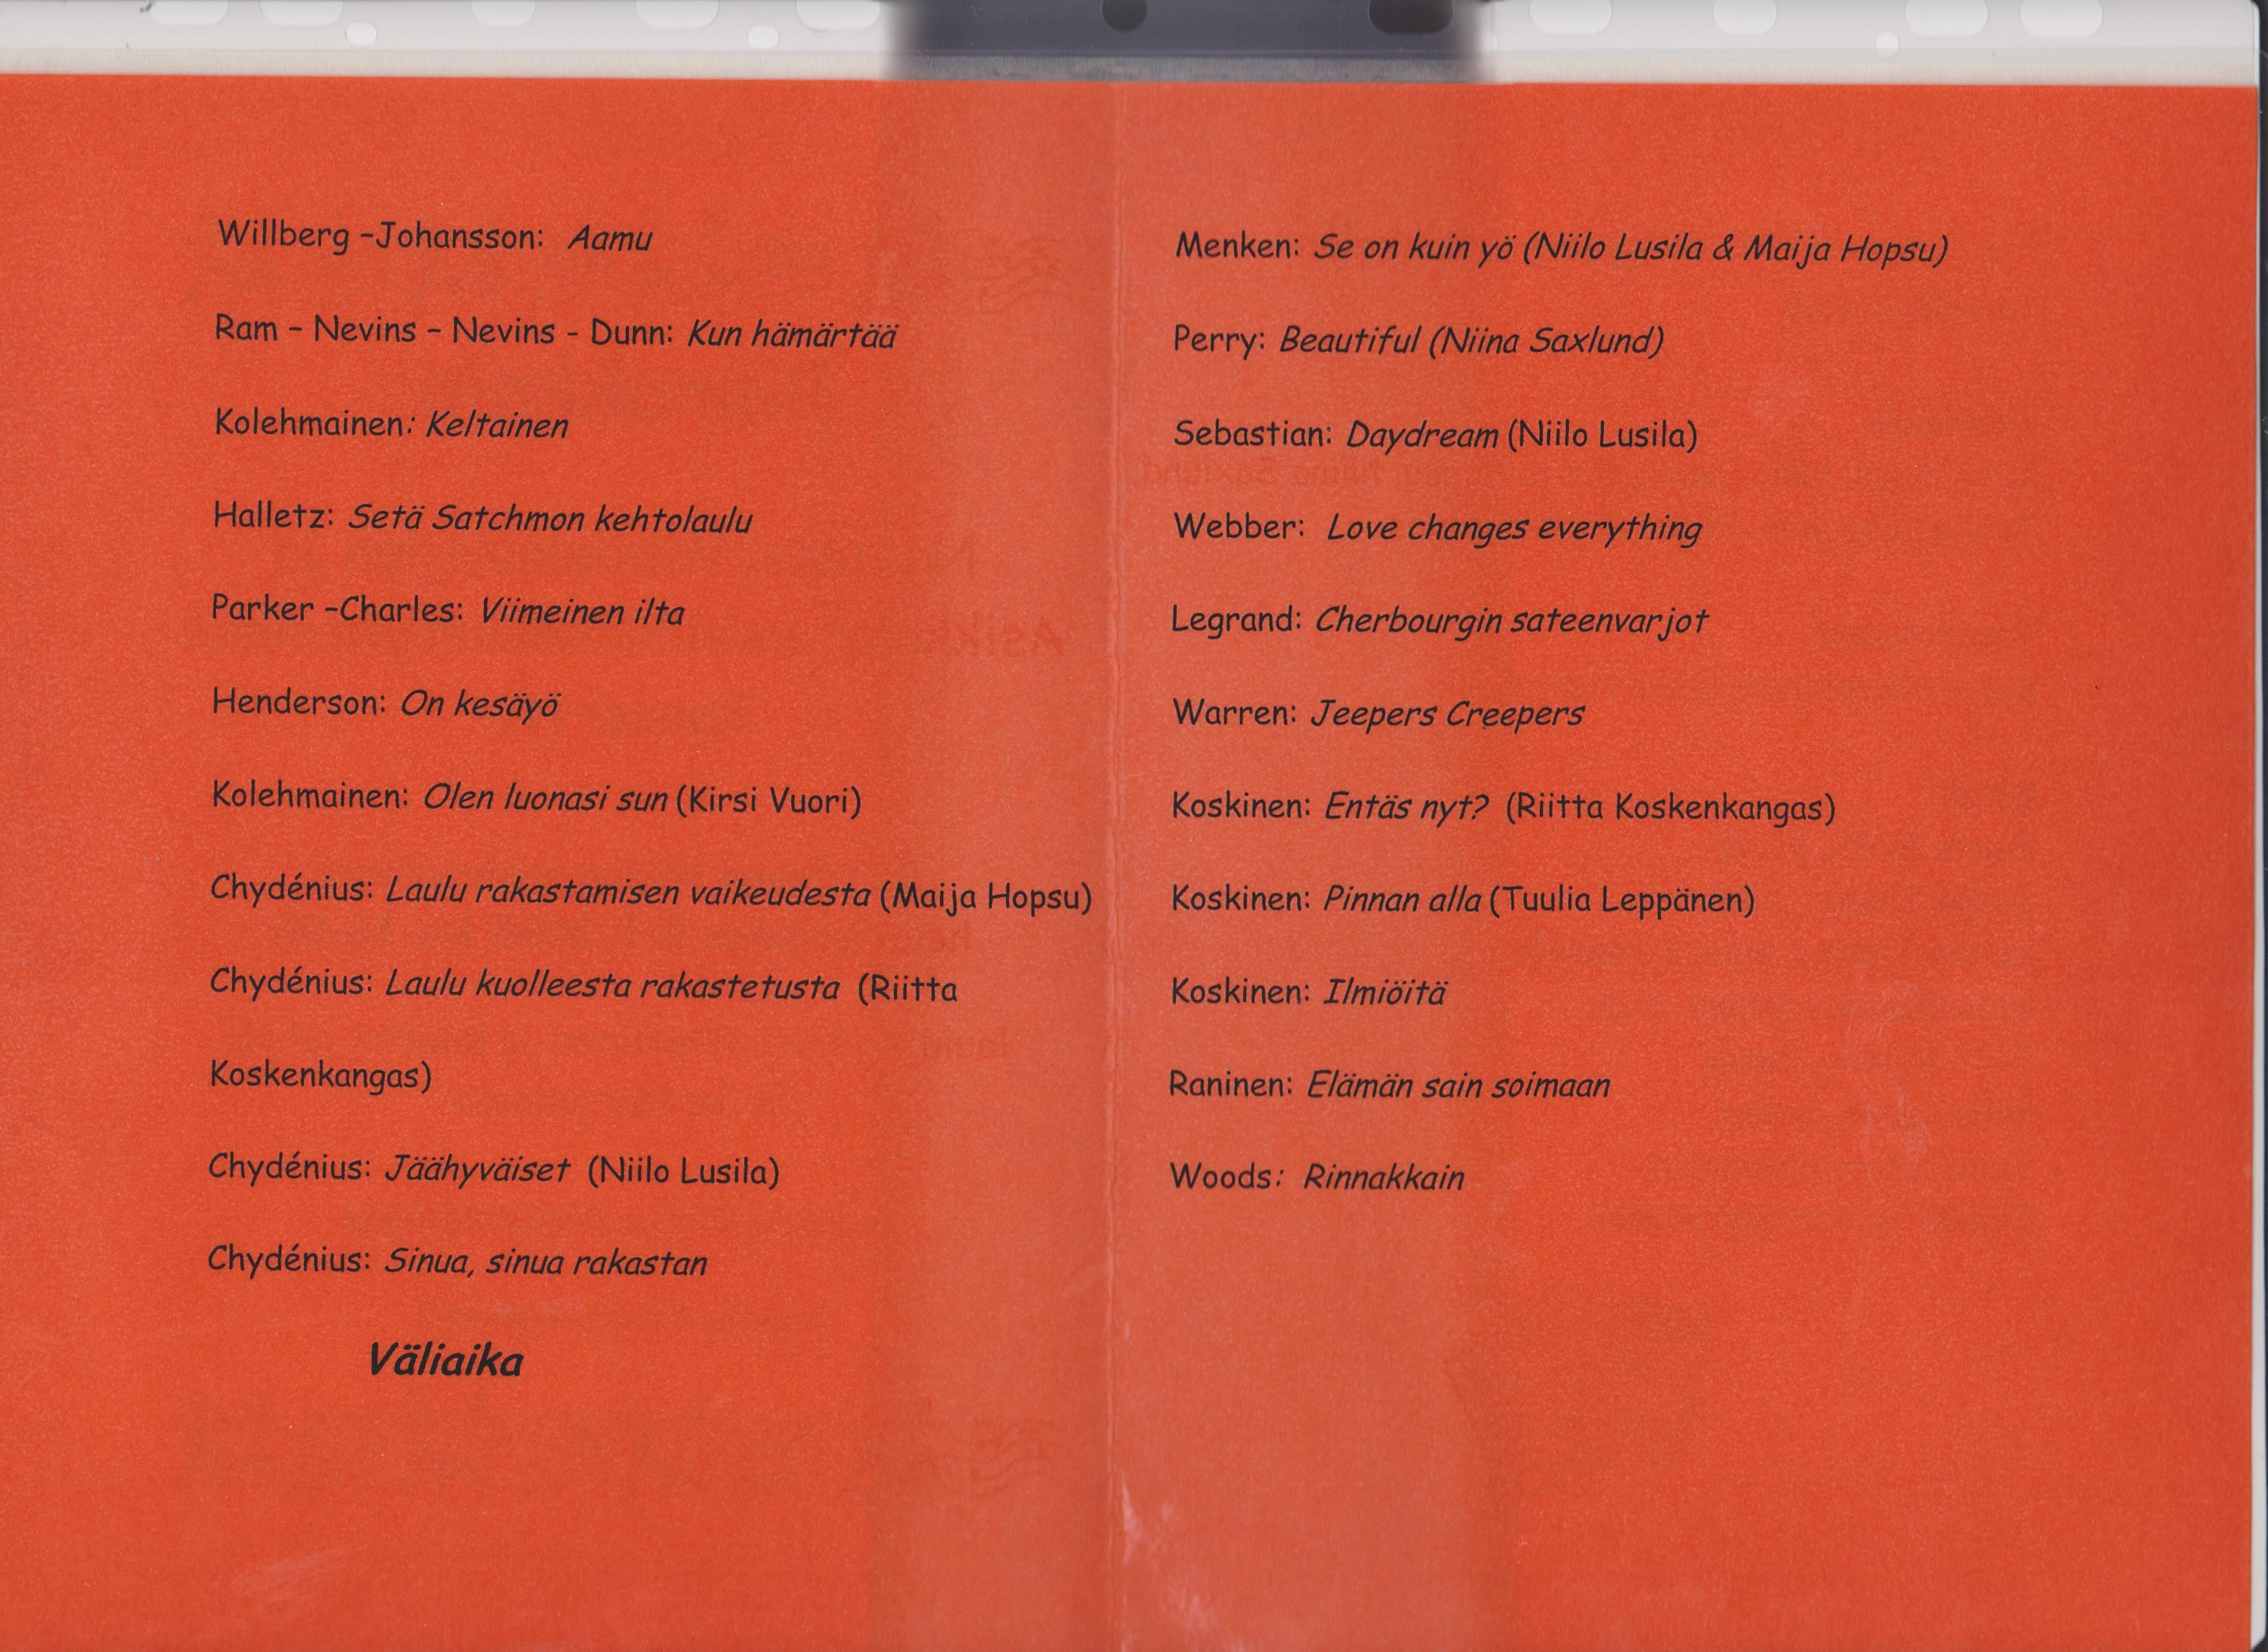 Willberg –Johansson: Aamu
Ram – Nevins – Nevins - Dunn: Kun hämärtää
Kolehmainen: Keltainen
Halletz: Setä Satchmon kehtolaulu
Parker –Charles: Viimeinen ilta
Henderson: On kesäyö
Kolehmainen: Olen luonasi sun (Kirsi Vuori)
Chydénius: Laulu rakastamisen vaikeudesta (Maija Hopsu)
Chydénius: Laulu kuolleesta rakastetusta (Riitta
Koskenkangas)
Chydénius: Jäähyväiset (Niilo Lusila)
Chydénius: Sinua, sinua rakastan
Väliaika
Menken: Se on kuin yö (Niilo Lusila & Maija Hopsu)
Perry: Beautiful (Niina Saxlund)
Sebastian: Daydream (Niilo Lusila)
Webber: Love changes everything
Legrand: Cherbourgin sateenvarjot
Warren: Jeepers Creepers
Koskinen: Entäs nyt? (Riitta Koskenkangas)
Koskinen: Pinnan alla (Tuulia Leppänen)
Koskinen: Ilmiöitä
Raninen: Elämän sain soimaan
Woods: Rinnakkain